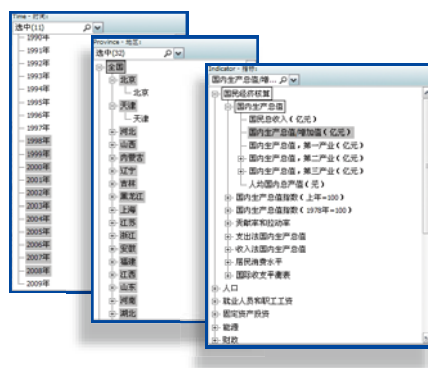 Time - 时间:
选中(11)
1990年
1991年
1992年
1993年
1994年
1995年
1996年
1997年
1998年
1999年
2000年
2001年
2002年
2003年
2004年
2005年
2006年
2007年
2008年
2009年
Province - 地区:
选中(32)
全国
北京
北京
天津
天津
河北
山西
内蒙古
辽宁
吉林
黑龙江
上海
江苏
浙江
安徽
福建
江西
山东
河南
湖北
Indicator - 指标:
国内生产总值/增...
国民经济核算
国内生产总值
国民总收入(亿元)
国内生产总值/增加值(亿元)
国内生产总值,第一产业(亿元)
国内生产总值,第二产业(亿元)
国内生产总值,第三产业(亿元)
人均国内总产值(元)
国内生产总值指数(上年=100)
国内生产总值指数(1978年=100)
贡献率和拉动率
支出法国内生产总值
收入法国内生产总值
居民消费水平
国际收支平衡表
人口
就业人员和职工工资
固定资产投资
能源
财政